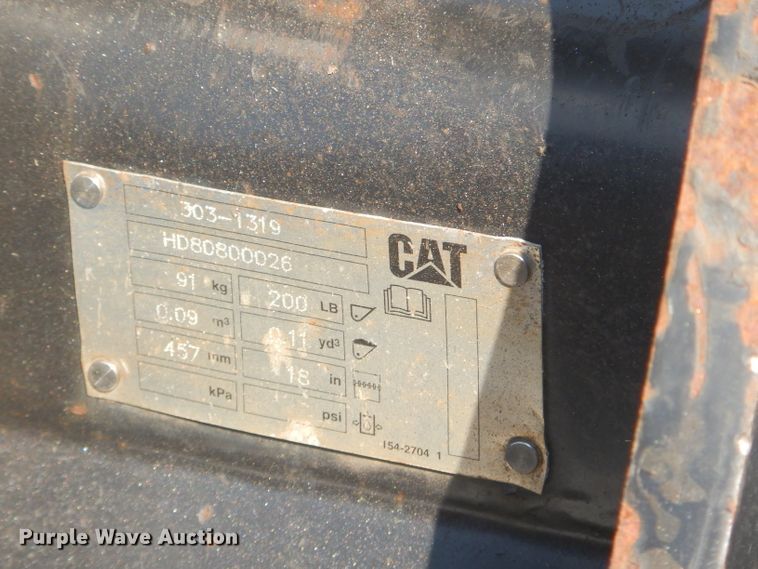 303-1319
HD80800026
CAT
91 kg 200 LB
0.09 m³ 0.11 yd³
457 mm 18 in
kPa psi
154-2704 1
Purple Wave Auction